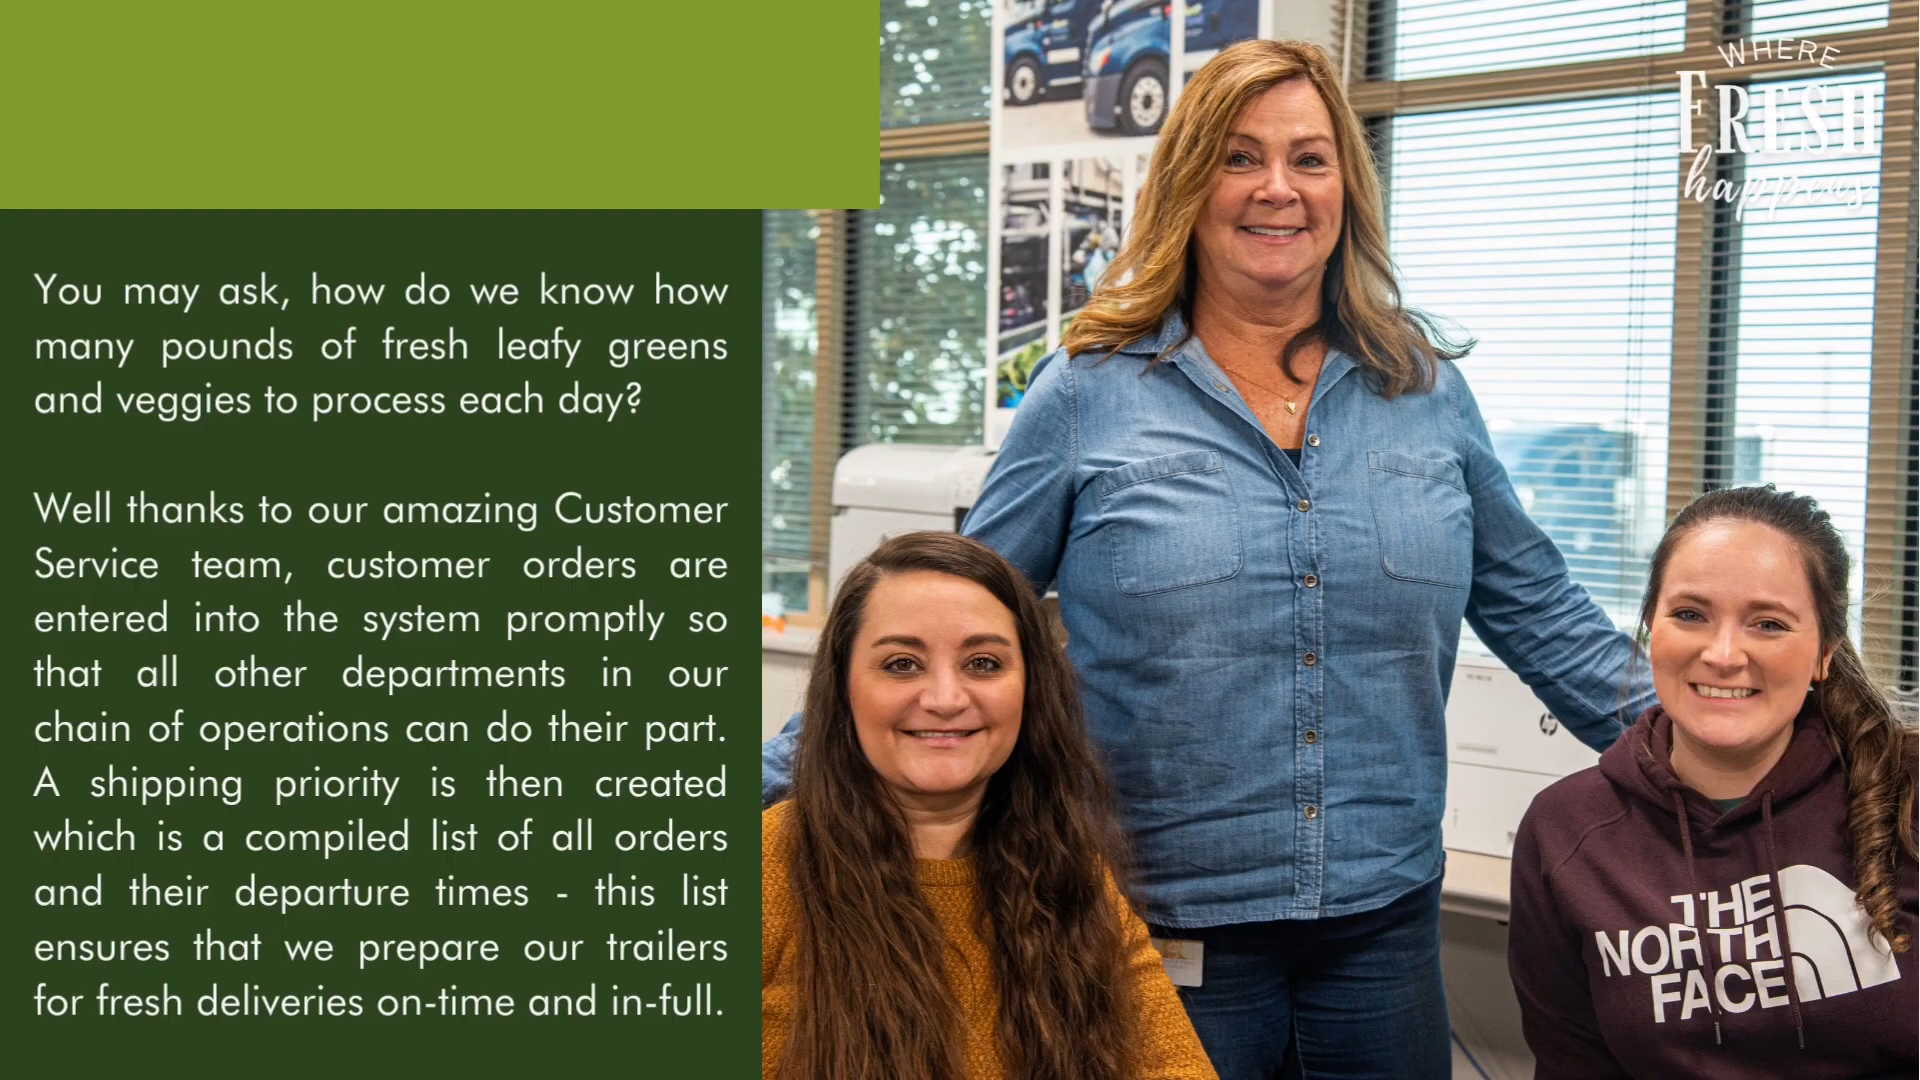 WHERE
FRESH
happens
You may ask, how do we know how
many pounds of fresh leafy greens
and veggies to process each day?
Well thanks to our amazing Customer
Service team, customer orders are
entered into the system promptly so
that all other departments in our
chain of operations can do their part.
A shipping priority is then created
which is a compiled list of all orders
and their departure times - this list
ensures that we prepare our trailers
for fresh deliveries on-time and in-full.
hp
THE
NORTH
FACE